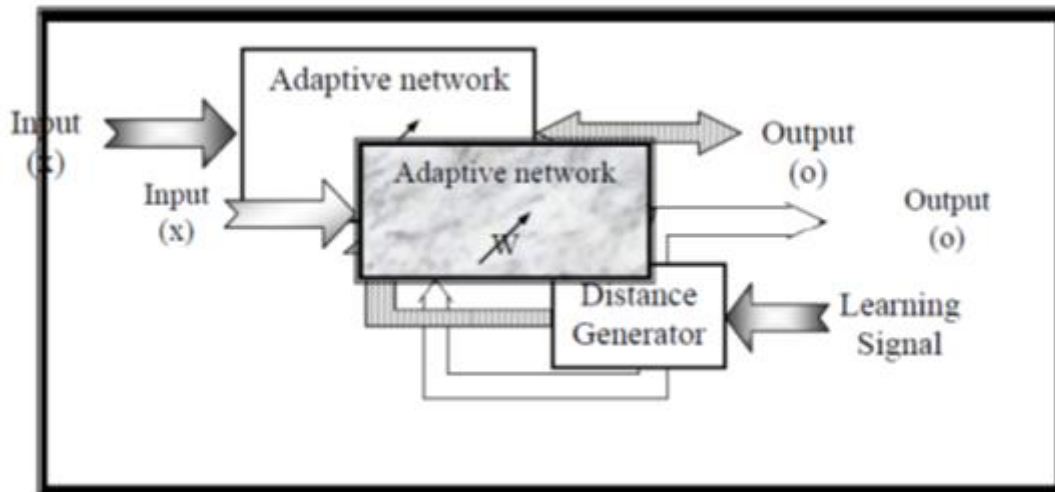 Adaptive network
Input
(x)
Output
(o)
Adaptive network
Input
(x)
Output
(o)
W
Distance
Generator
Learning
Signal